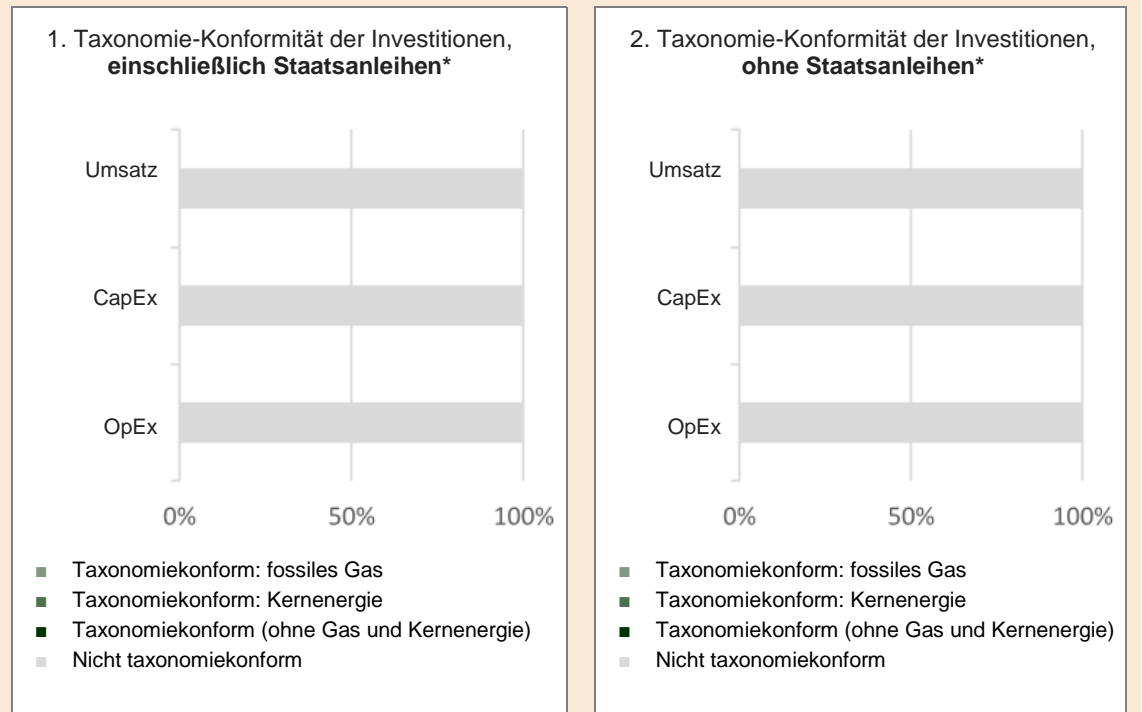 1. Taxonomie-Konformität der Investitionen,
einschließlich Staatsanleihen*
Umsatz
CapEx
OpEx
0% 50% 100%
■ Taxonomiekonform: fossiles Gas
■ Taxonomiekonform: Kernenergie
■ Taxonomiekonform (ohne Gas und Kernenergie)
■ Nicht taxonomiekonform
2. Taxonomie-Konformität der Investitionen,
ohne Staatsanleihen*
Umsatz
CapEx
OpEx
0% 50% 100%
■ Taxonomiekonform: fossiles Gas
■ Taxonomiekonform: Kernenergie
■ Taxonomiekonform (ohne Gas und Kernenergie)
■ Nicht taxonomiekonform